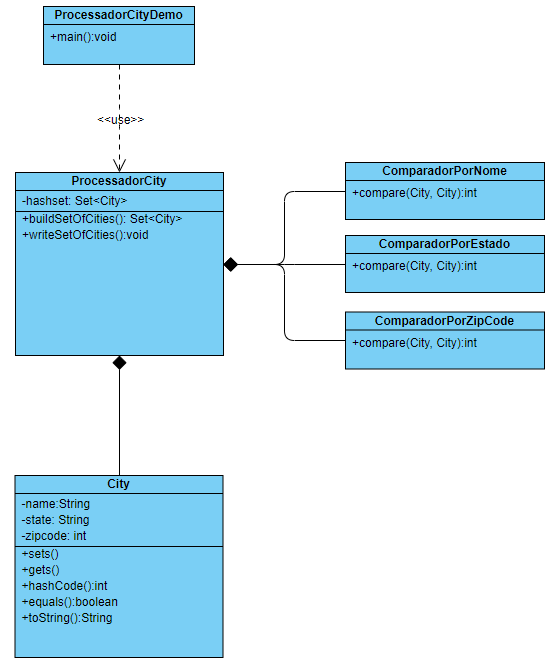 ProcessadorCityDemo
+main():void
<<use>>
ProcessadorCity
-hashset: Set<City>
+buildSetOfCities(): Set<City>
+writeSetOfCities():void
ComparadorPorNome
+compare(City, City):int
ComparadorPorEstado
+compare(City, City):int
ComparadorPorZipCode
+compare(City, City):int
City
-name:String
-state: String
-zipcode: int
+sets()
+gets()
+hashCode():int
+equals():boolean
+toString():String